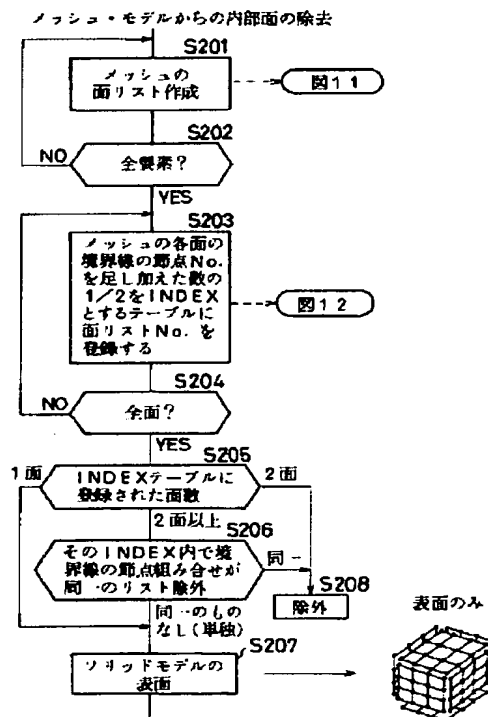 メッシュ・モデルからの内部面の除去
S201
メッシュの
面リスト作成
図11
S202
NO
全要素?
YES
S203
メッシュの各面の
境界線の節点No.
を足し加えた数の
1/2をINDEX
とするテーブルに
面リストNo.を
登録する
図12
S204
NO
全面?
YES
S205
1面
INDEXテーブルに
登録された面数
2面
2面以上
S206
そのINDEX内で境
界線の節点組み合せが
同一のリスト除外
同一
S208
除外
同一のもの
なし(単独)
表面のみ
S207
ソリッドモデルの
表面